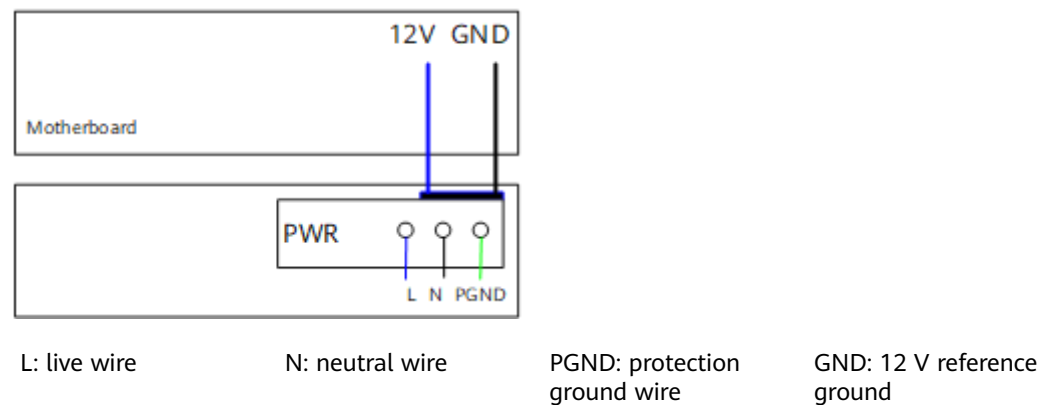 12V GND
Motherboard
PWR
L N PGND
L: live wire
N: neutral wire
PGND: protection
ground wire
GND: 12 V reference
ground